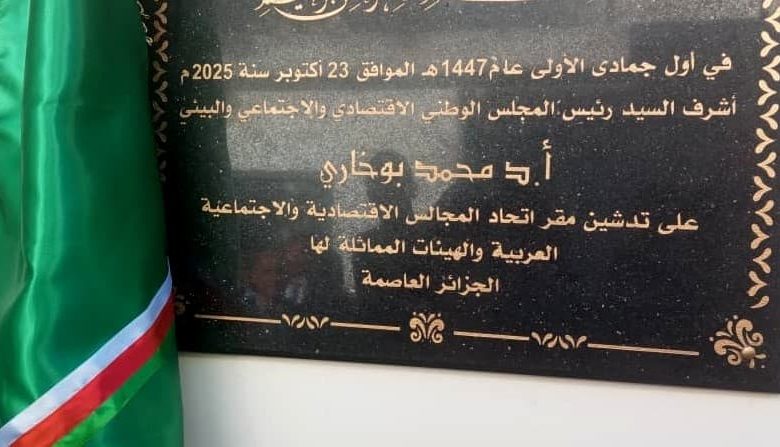 في أول جمادى الأولى عام 1447هـ الموافق 23 أكتوبر سنة 2025م
أشرف السيد رئيس المجلس الوطني الاقتصادي والاجتماعي والبيئي
أ.د محمد بوخاري
على تدشين مقر اتحاد المجالس الاقتصادية والاجتماعية
العربية والهيئات المماثلة لها
الجزائر العاصمة